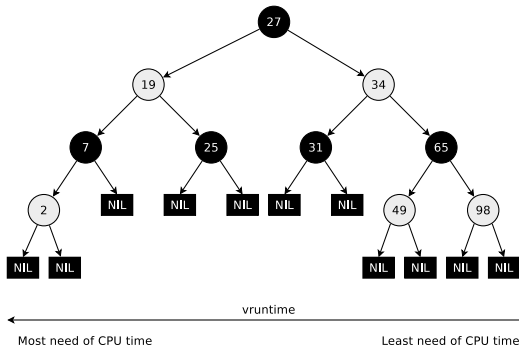 27
19 34
7 25 31 65
2 NIL NIL NIL NIL NIL 49 98
NIL NIL NIL NIL NIL NIL
vruntime
Most need of CPU time Least need of CPU time